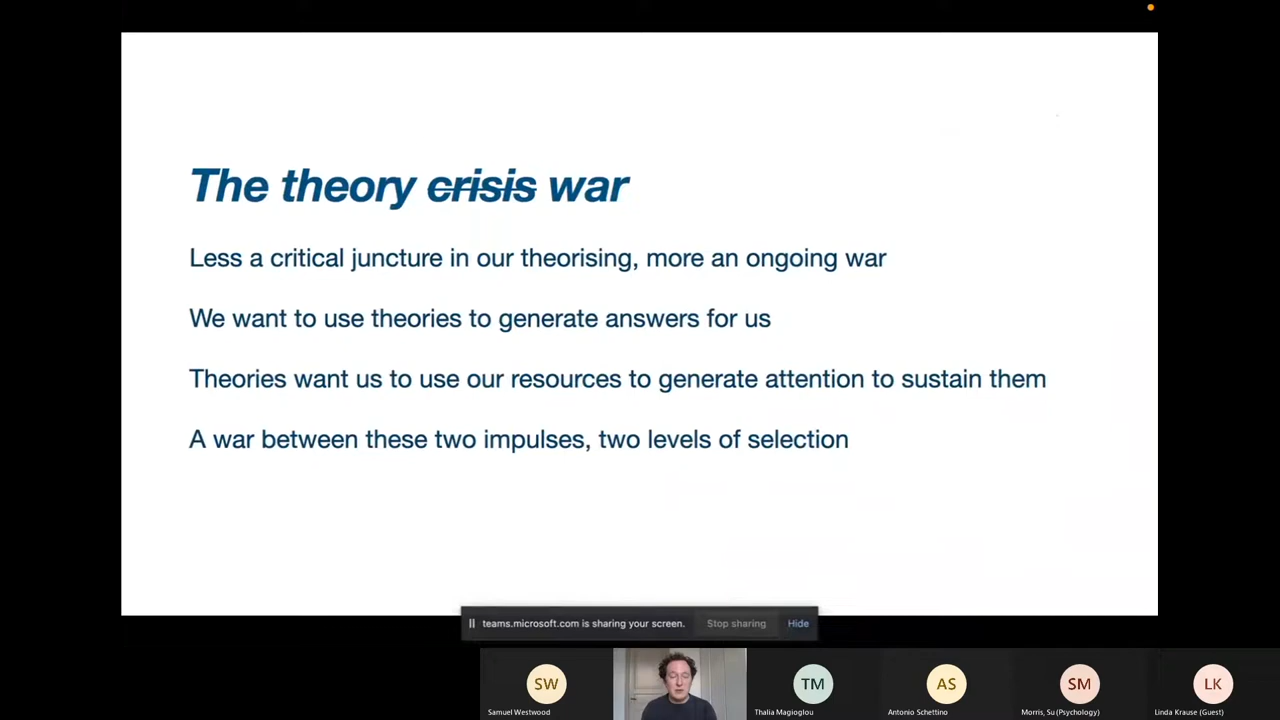 The theory crisis war
Less a critical juncture in our theorising, more an ongoing war
We want to use theories to generate answers for us
Theories want us to use our resources to generate attention to sustain them
A war between these two impulses, two levels of selection
teams.microsoft.com is sharing your screen. Stop sharing Hide
SW TM AS SM LK
Samuel Westwood Thalia Magioglou Antonio Schettino Morris, Su (Psychology) Linda Krause (Guest)